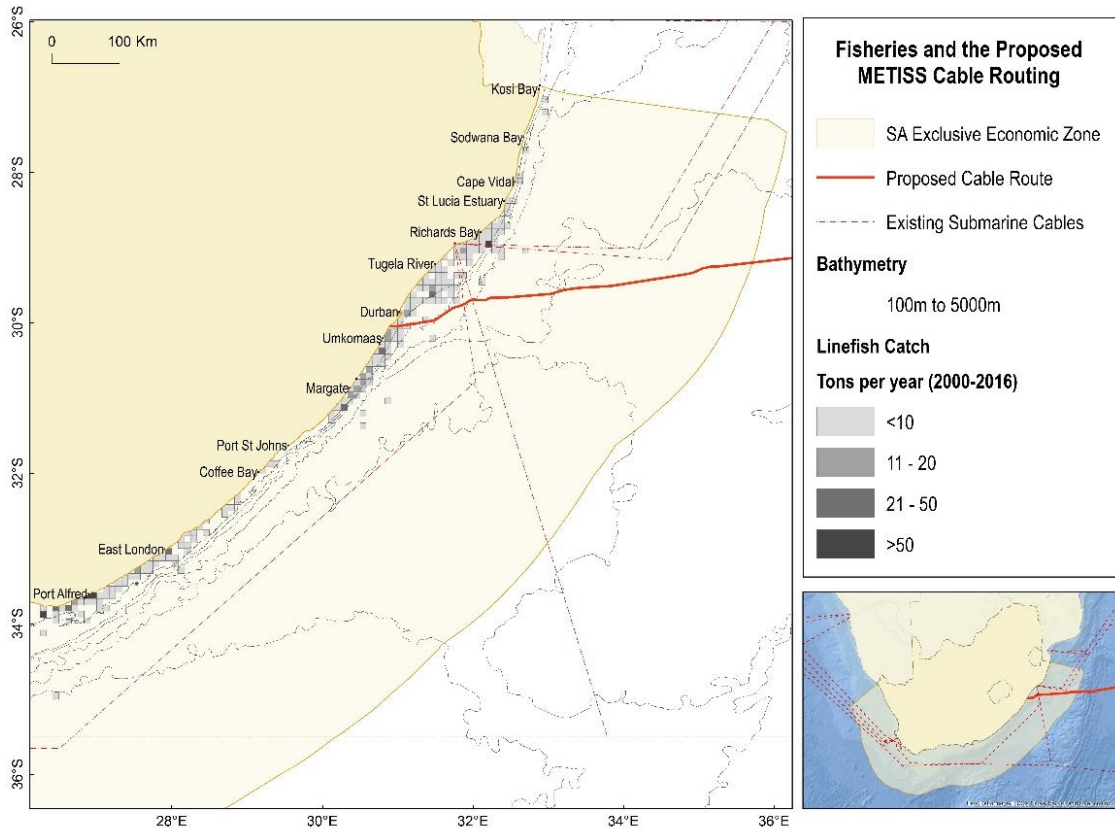 26°S
28°S
30°S
32°S
34°S
36°S
28°E
30°E
32°E
34°E
36°E
0 100 Km
Kosi Bay
Sodwana Bay
Cape Vidal
St Lucia Estuary
Richards Bay
Tugela River
Durban
Umkomaas
Margate
Port St Johns
Coffee Bay
East London
Port Alfred
Fisheries and the Proposed
METISS Cable Routing
SA Exclusive Economic Zone
Proposed Cable Route
Existing Submarine Cables
Bathymetry
100m to 5000m
Linefish Catch
Tons per year (2000-2016)
<10
11 - 20
21 - 50
>50